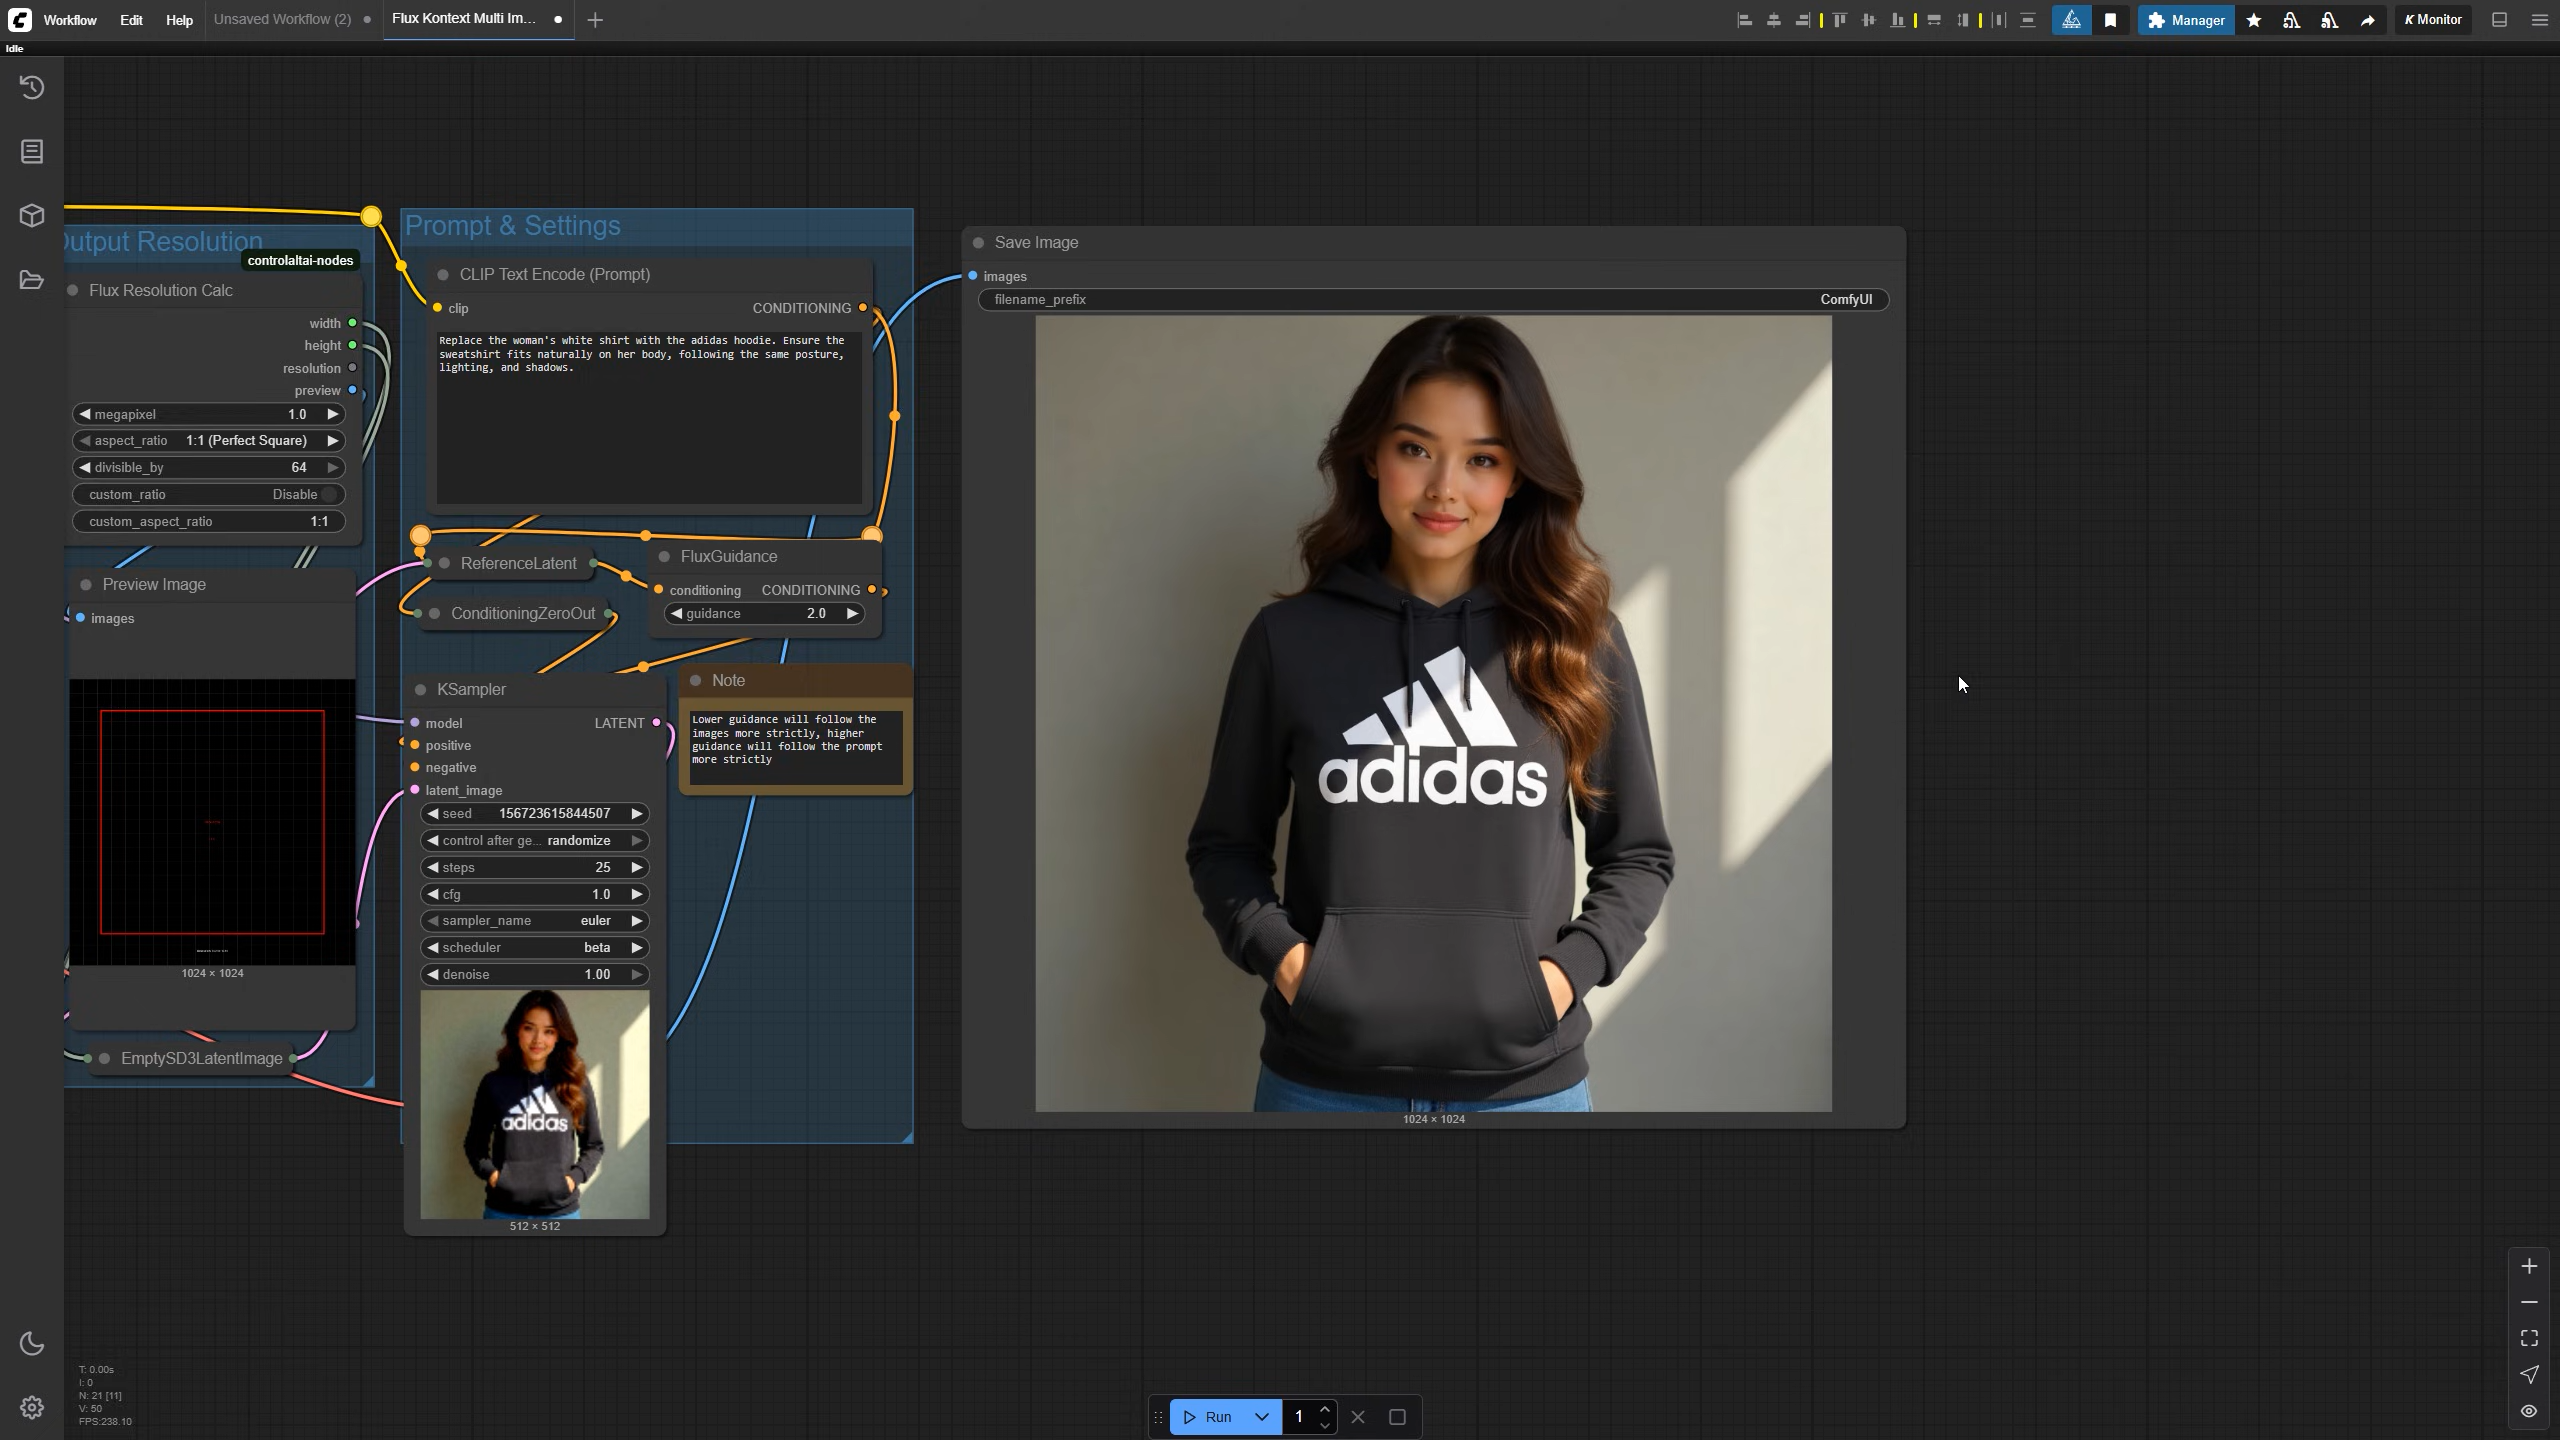 Workflow Edit Help Unsaved Workflow (2) Flux Kontext Multi Im...
Manager K Monitor
Idle
Output Resolution
controlaltai-nodes
Flux Resolution Calc
width
height
resolution
preview
megapixel 1.0
aspect_ratio 1:1 (Perfect Square)
divisible_by 64
custom_ratio Disable
custom_aspect_ratio 1:1
Preview Image
images
1024 × 1024
EmptySD3LatentImage
Prompt & Settings
CLIP Text Encode (Prompt)
clip CONDITIONING
Replace the woman's white shirt with the adidas hoodie. Ensure the
sweatshirt fits naturally on her body, following the same posture,
lighting, and shadows.
ReferenceLatent
ConditioningZeroOut
FluxGuidance
conditioning CONDITIONING
guidance 2.0
KSampler
model LATENT
positive
negative
latent_image
seed 156723615844507
control after ge... randomize
steps 25
cfg 1.0
sampler_name euler
scheduler beta
denoise 1.00
adidas
512 × 512
Note
Lower guidance will follow the
images more strictly, higher
guidance will follow the prompt
more strictly
Save Image
images
filename_prefix ComfyUI
adidas
1024 × 1024
T: 0.00s
I: 0
N: 21 [11]
V: 50
FPS:238.10
Run 1